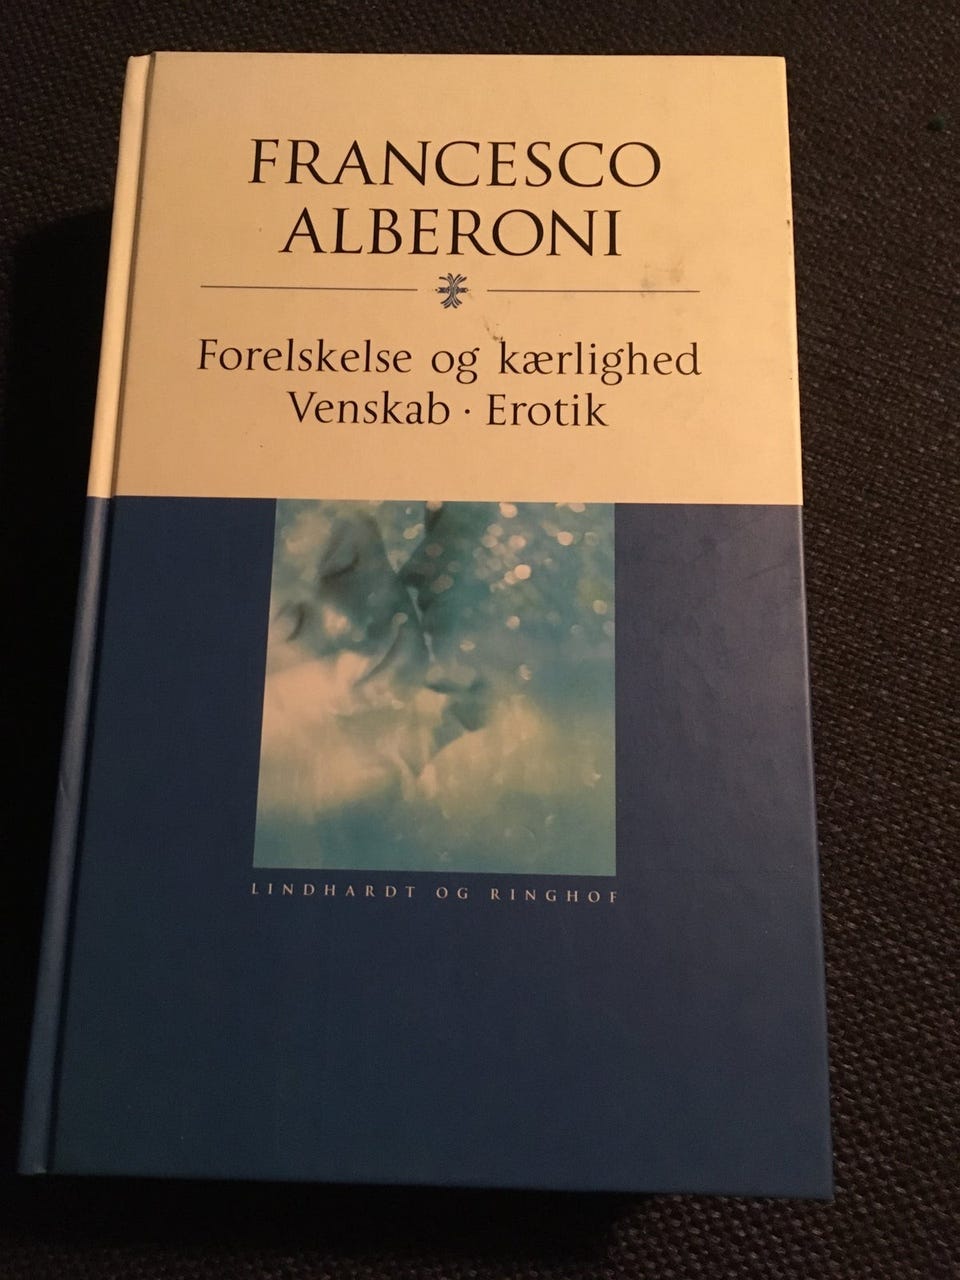 FRANCESCO
ALBERONI
Forelskelse og kærlighed
Venskab · Erotik
LINDHARDT OG RINGHOF